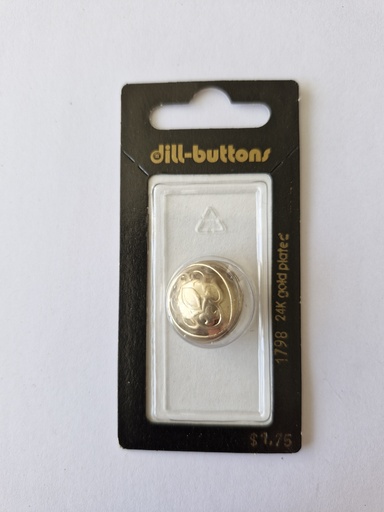 dill-buttons
1798 24K gold plated
$1.75